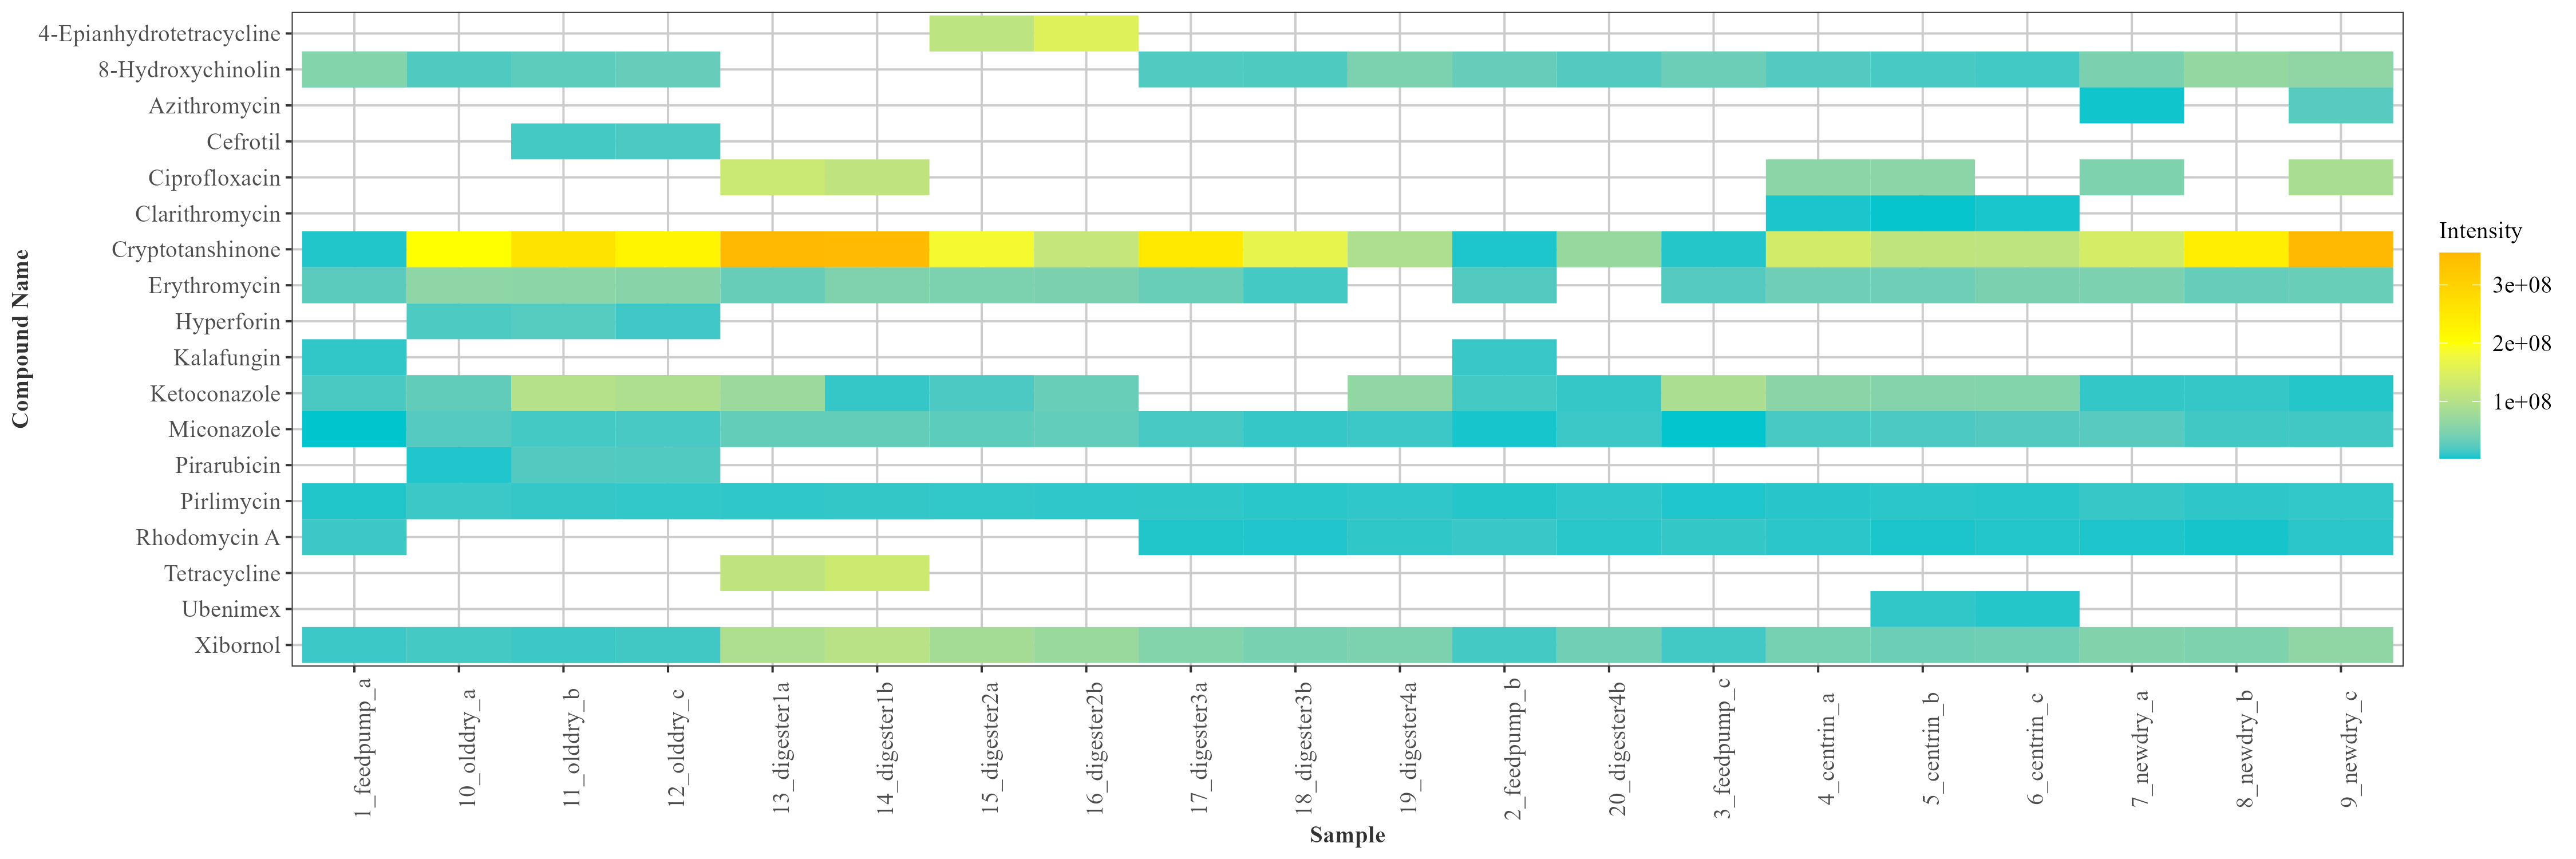 4-Epianhydrotetracycline
8-Hydroxychinolin
Azithromycin
Cefrotil
Ciprofloxacin
Clarithromycin
Cryptotanshinone
Erythromycin
Hyperforin
Kalafungin
Ketoconazole
Miconazole
Pirarubicin
Pirlimycin
Rhodomycin A
Tetracycline
Ubenimex
Xibornol
Compound Name
1_feedpump_a
10_olddry_a
11_olddry_b
12_olddry_c
13_digester1a
14_digester1b
15_digester2a
16_digester2b
17_digester3a
18_digester3b
19_digester4a
2_feedpump_b
20_digester4b
3_feedpump_c
4_centrin_a
5_centrin_b
6_centrin_c
7_newdry_a
8_newdry_b
9_newdry_c
Sample
Intensity
3e+08
2e+08
1e+08